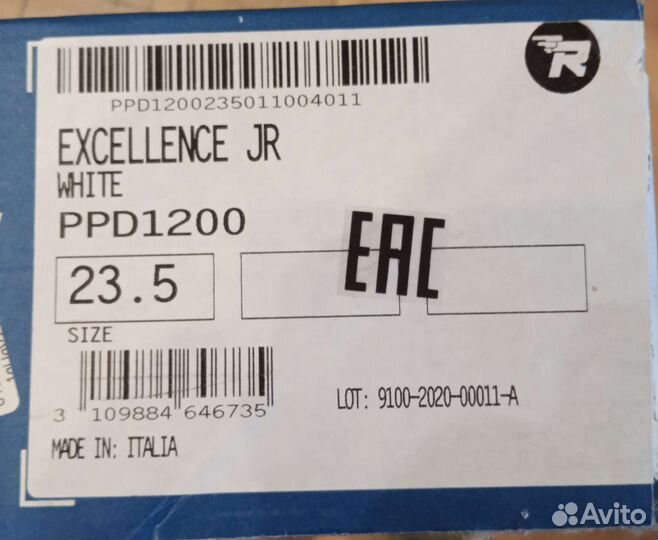 R
PPD1200235011004011
EXCELLENCE JR
WHITE
PPD1200
EAC
23.5
SIZE
3 109884 646735
LOT: 9100-2020-00011-A
MADE IN: ITALIA
Avito